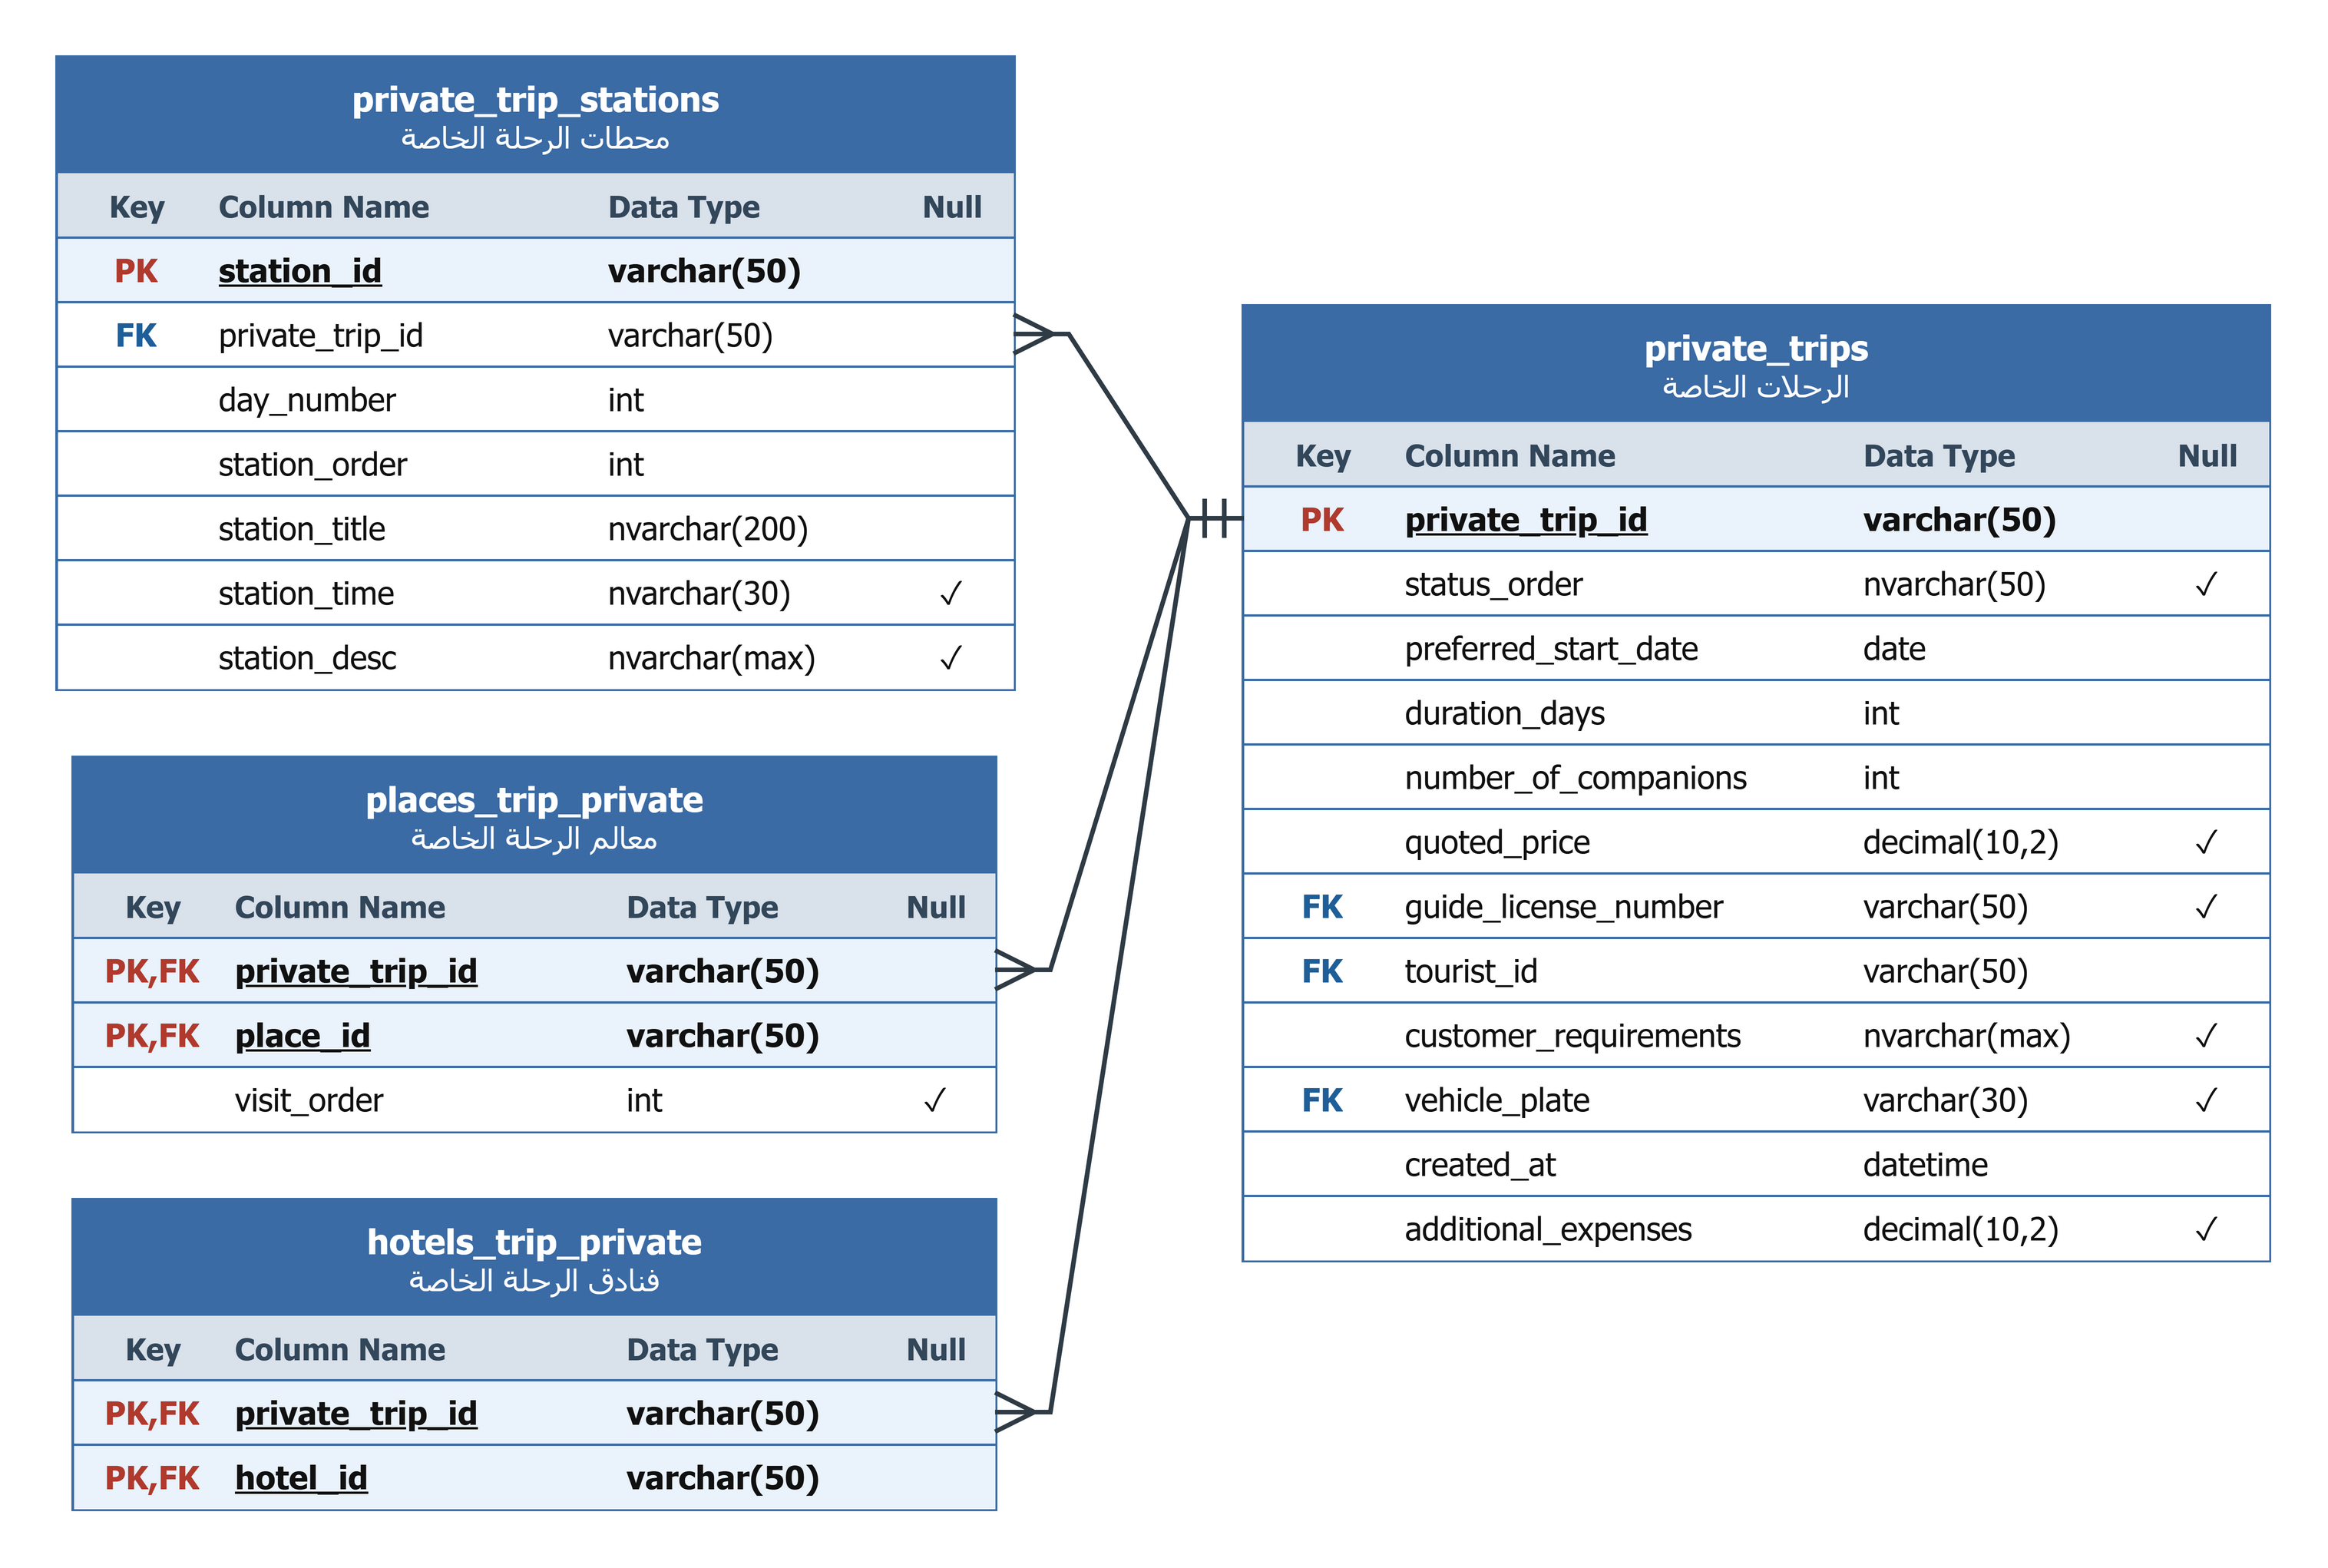 private_trip_stations
محطات الرحلة الخاصة
Key Column Name Data Type Null
PK station_id varchar(50)
FK private_trip_id varchar(50)
day_number int
station_order int
station_title nvarchar(200)
station_time nvarchar(30) ✓
station_desc nvarchar(max) ✓
places_trip_private
معالم الرحلة الخاصة
Key Column Name Data Type Null
PK,FK private_trip_id varchar(50)
PK,FK place_id varchar(50)
visit_order int ✓
hotels_trip_private
فنادق الرحلة الخاصة
Key Column Name Data Type Null
PK,FK private_trip_id varchar(50)
PK,FK hotel_id varchar(50)
private_trips
الرحلات الخاصة
Key Column Name Data Type Null
PK private_trip_id varchar(50)
status_order nvarchar(50) ✓
preferred_start_date date
duration_days int
number_of_companions int
quoted_price decimal(10,2) ✓
FK guide_license_number varchar(50) ✓
FK tourist_id varchar(50)
customer_requirements nvarchar(max) ✓
FK vehicle_plate varchar(30) ✓
created_at datetime
additional_expenses decimal(10,2) ✓